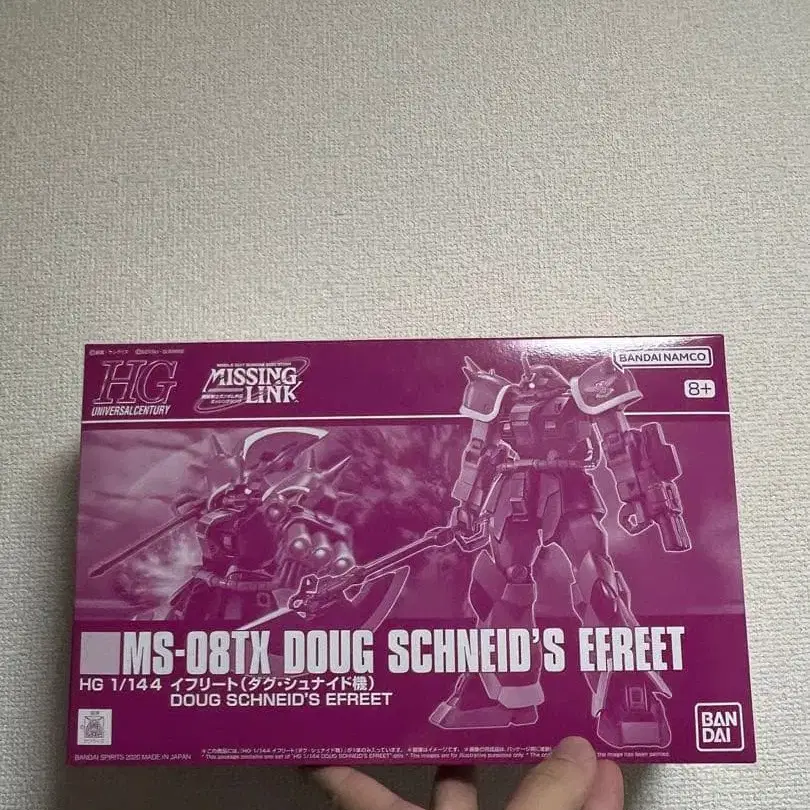 HG
UNIVERSAL CENTURY
MISSING
LINK
BANDAI NAMCO
8+
MS-08TX DOUG SCHNEID'S EFREET
HG 1/144 イフリート(ダグ・シュナイド機)
DOUG SCHNEID'S EFREET
BANDAI SPIRITS 2020 MADE IN JAPAN
BAN
DAI